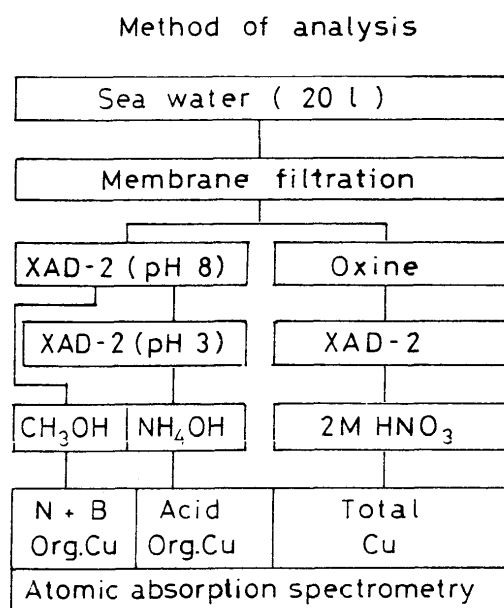 Method of analysis
Sea water ( 20 l )
Membrane filtration
XAD-2 ( pH 8 )
Oxine
XAD-2 ( pH 3 )
XAD-2
CH₃OH
NH₄OH
2M HNO₃
N + B
Org.Cu
Acid
Org.Cu
Total
Cu
Atomic absorption spectrometry